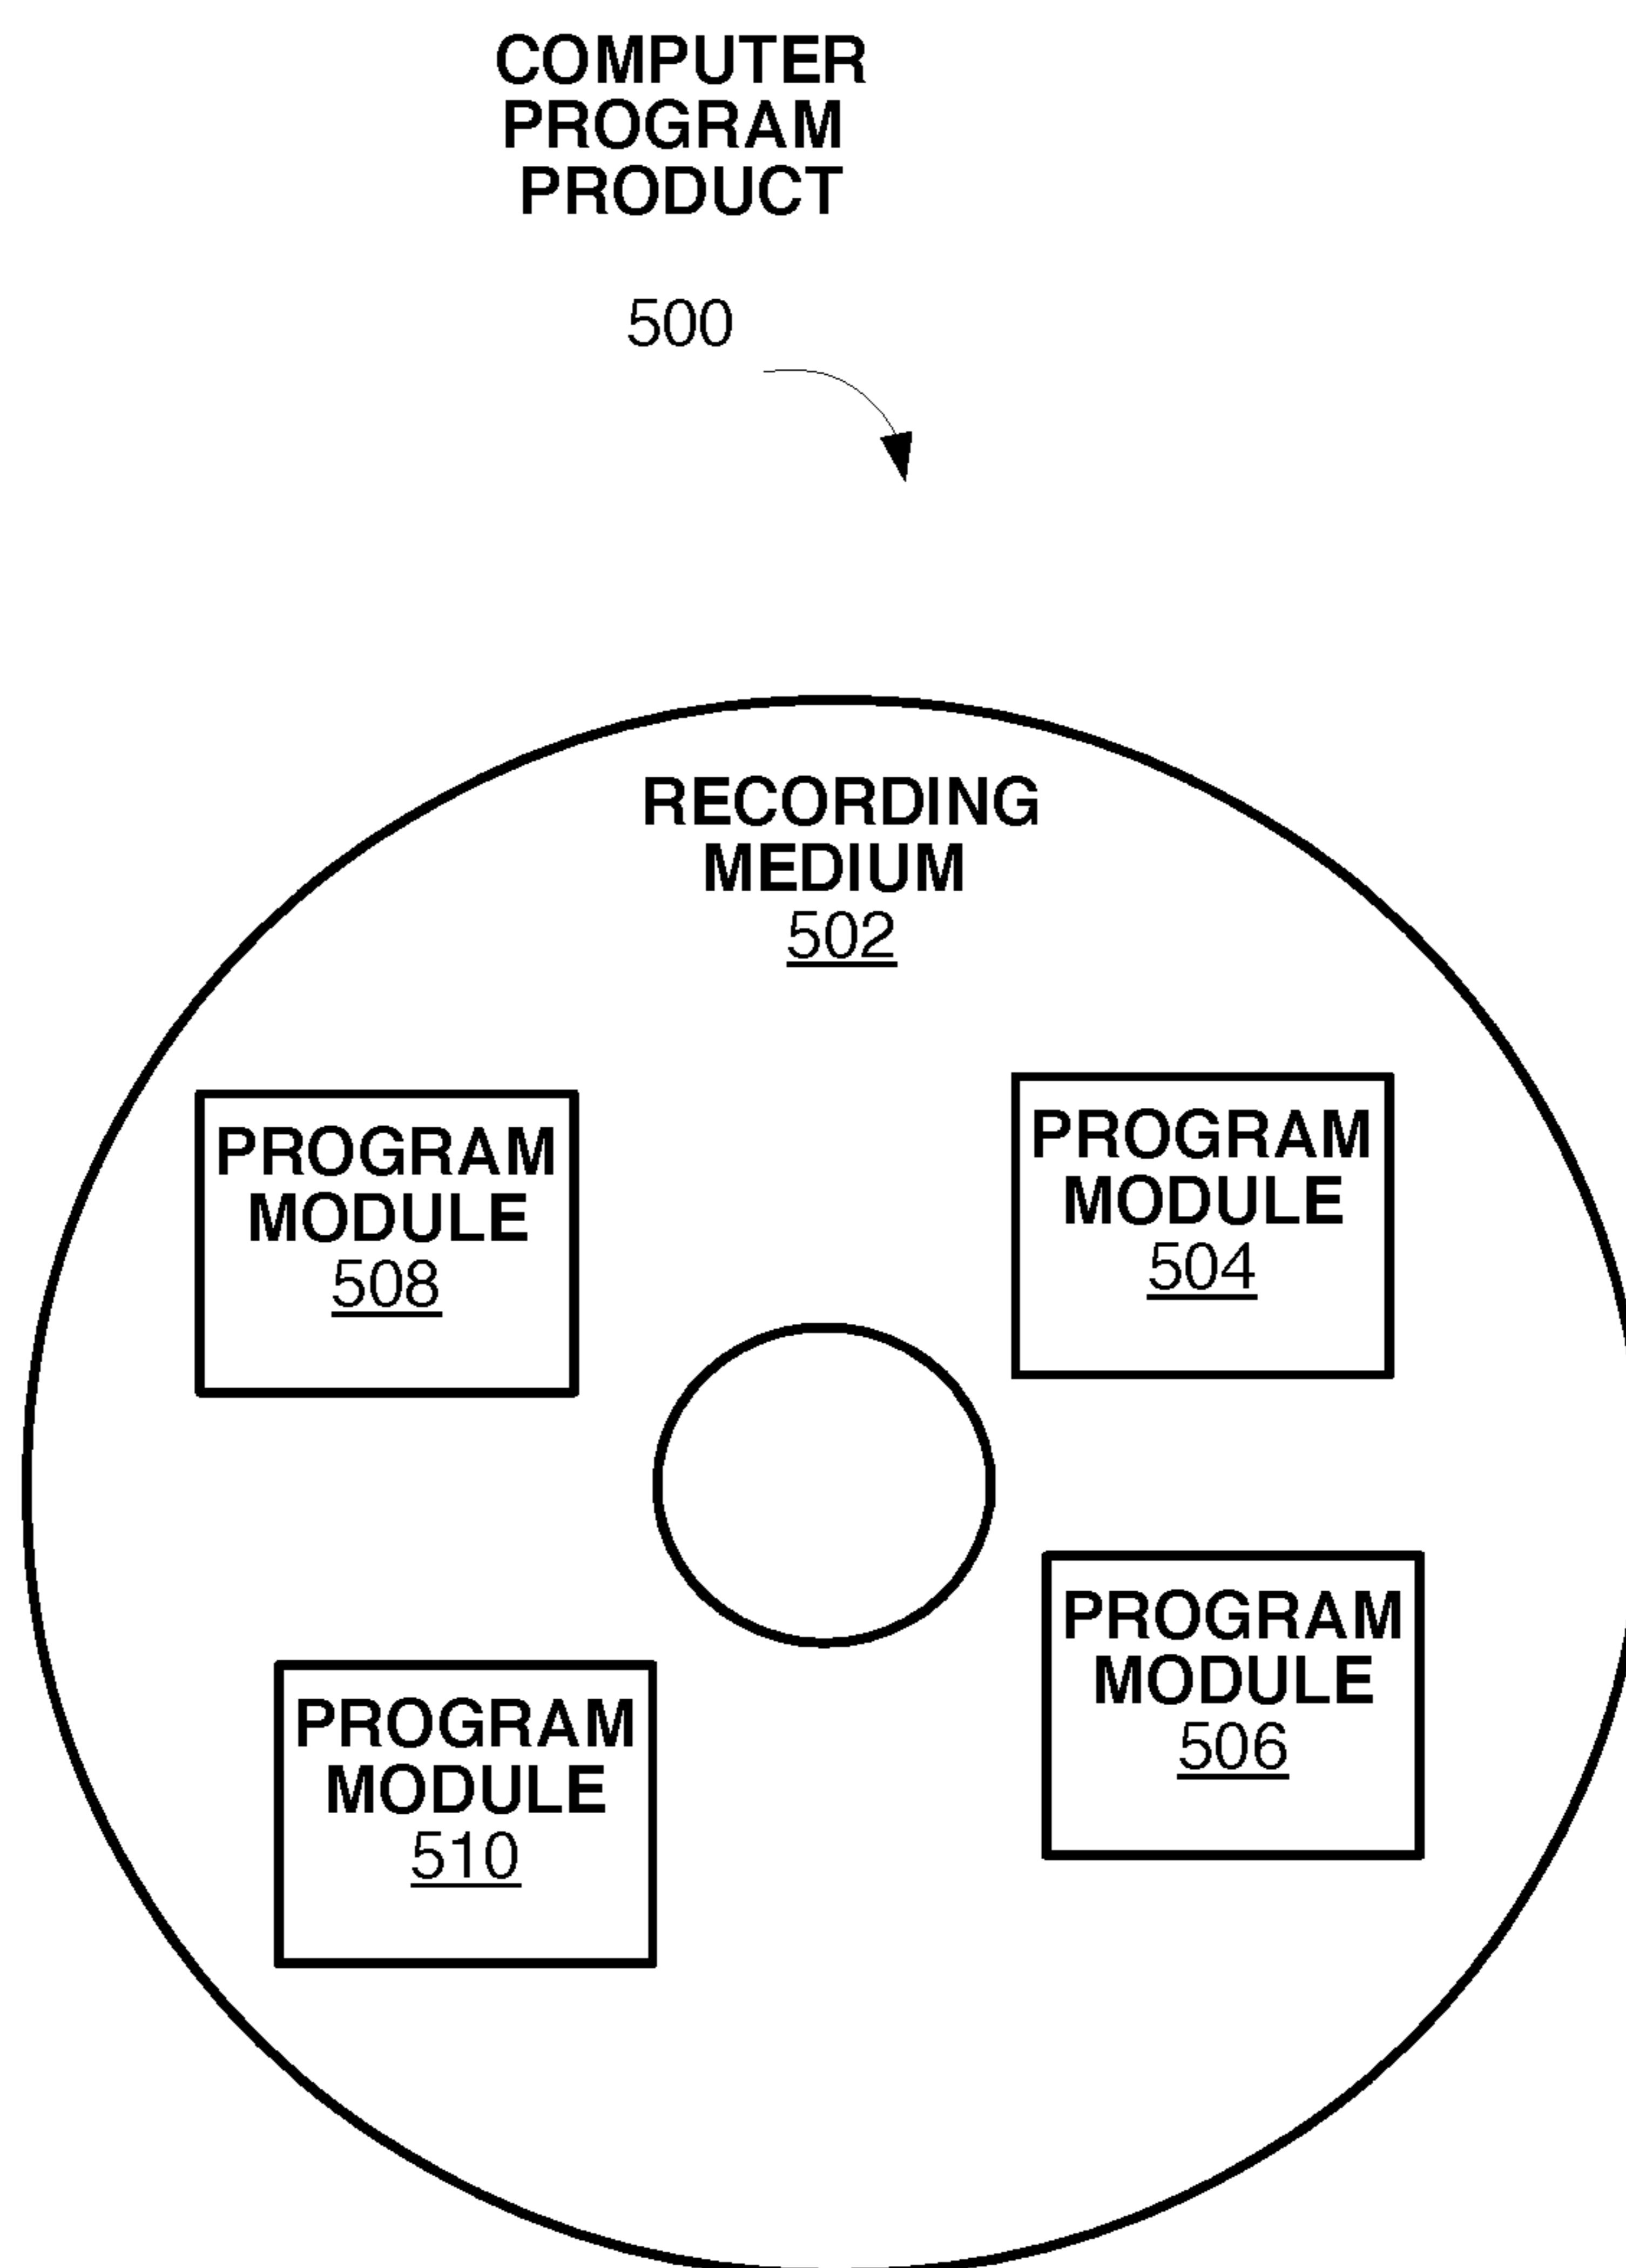 COMPUTER
PROGRAM
PRODUCT
500
RECORDING
MEDIUM
502
PROGRAM
MODULE
508
PROGRAM
MODULE
504
PROGRAM
MODULE
506
PROGRAM
MODULE
510